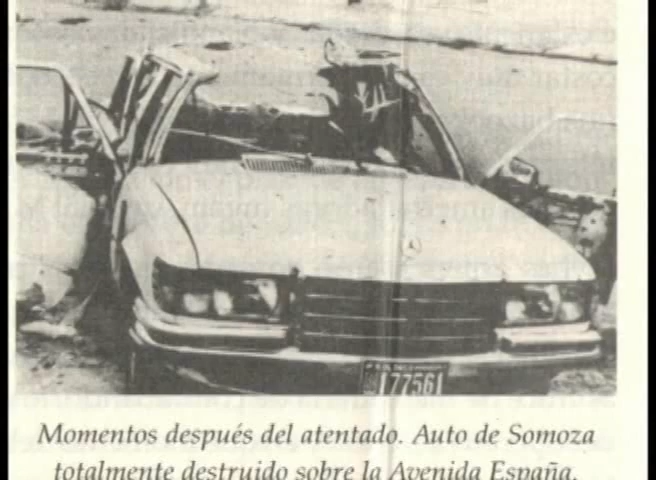 177561
Momentos después del atentado. Auto de Somoza
totalmente destruido sobre la Avenida España.